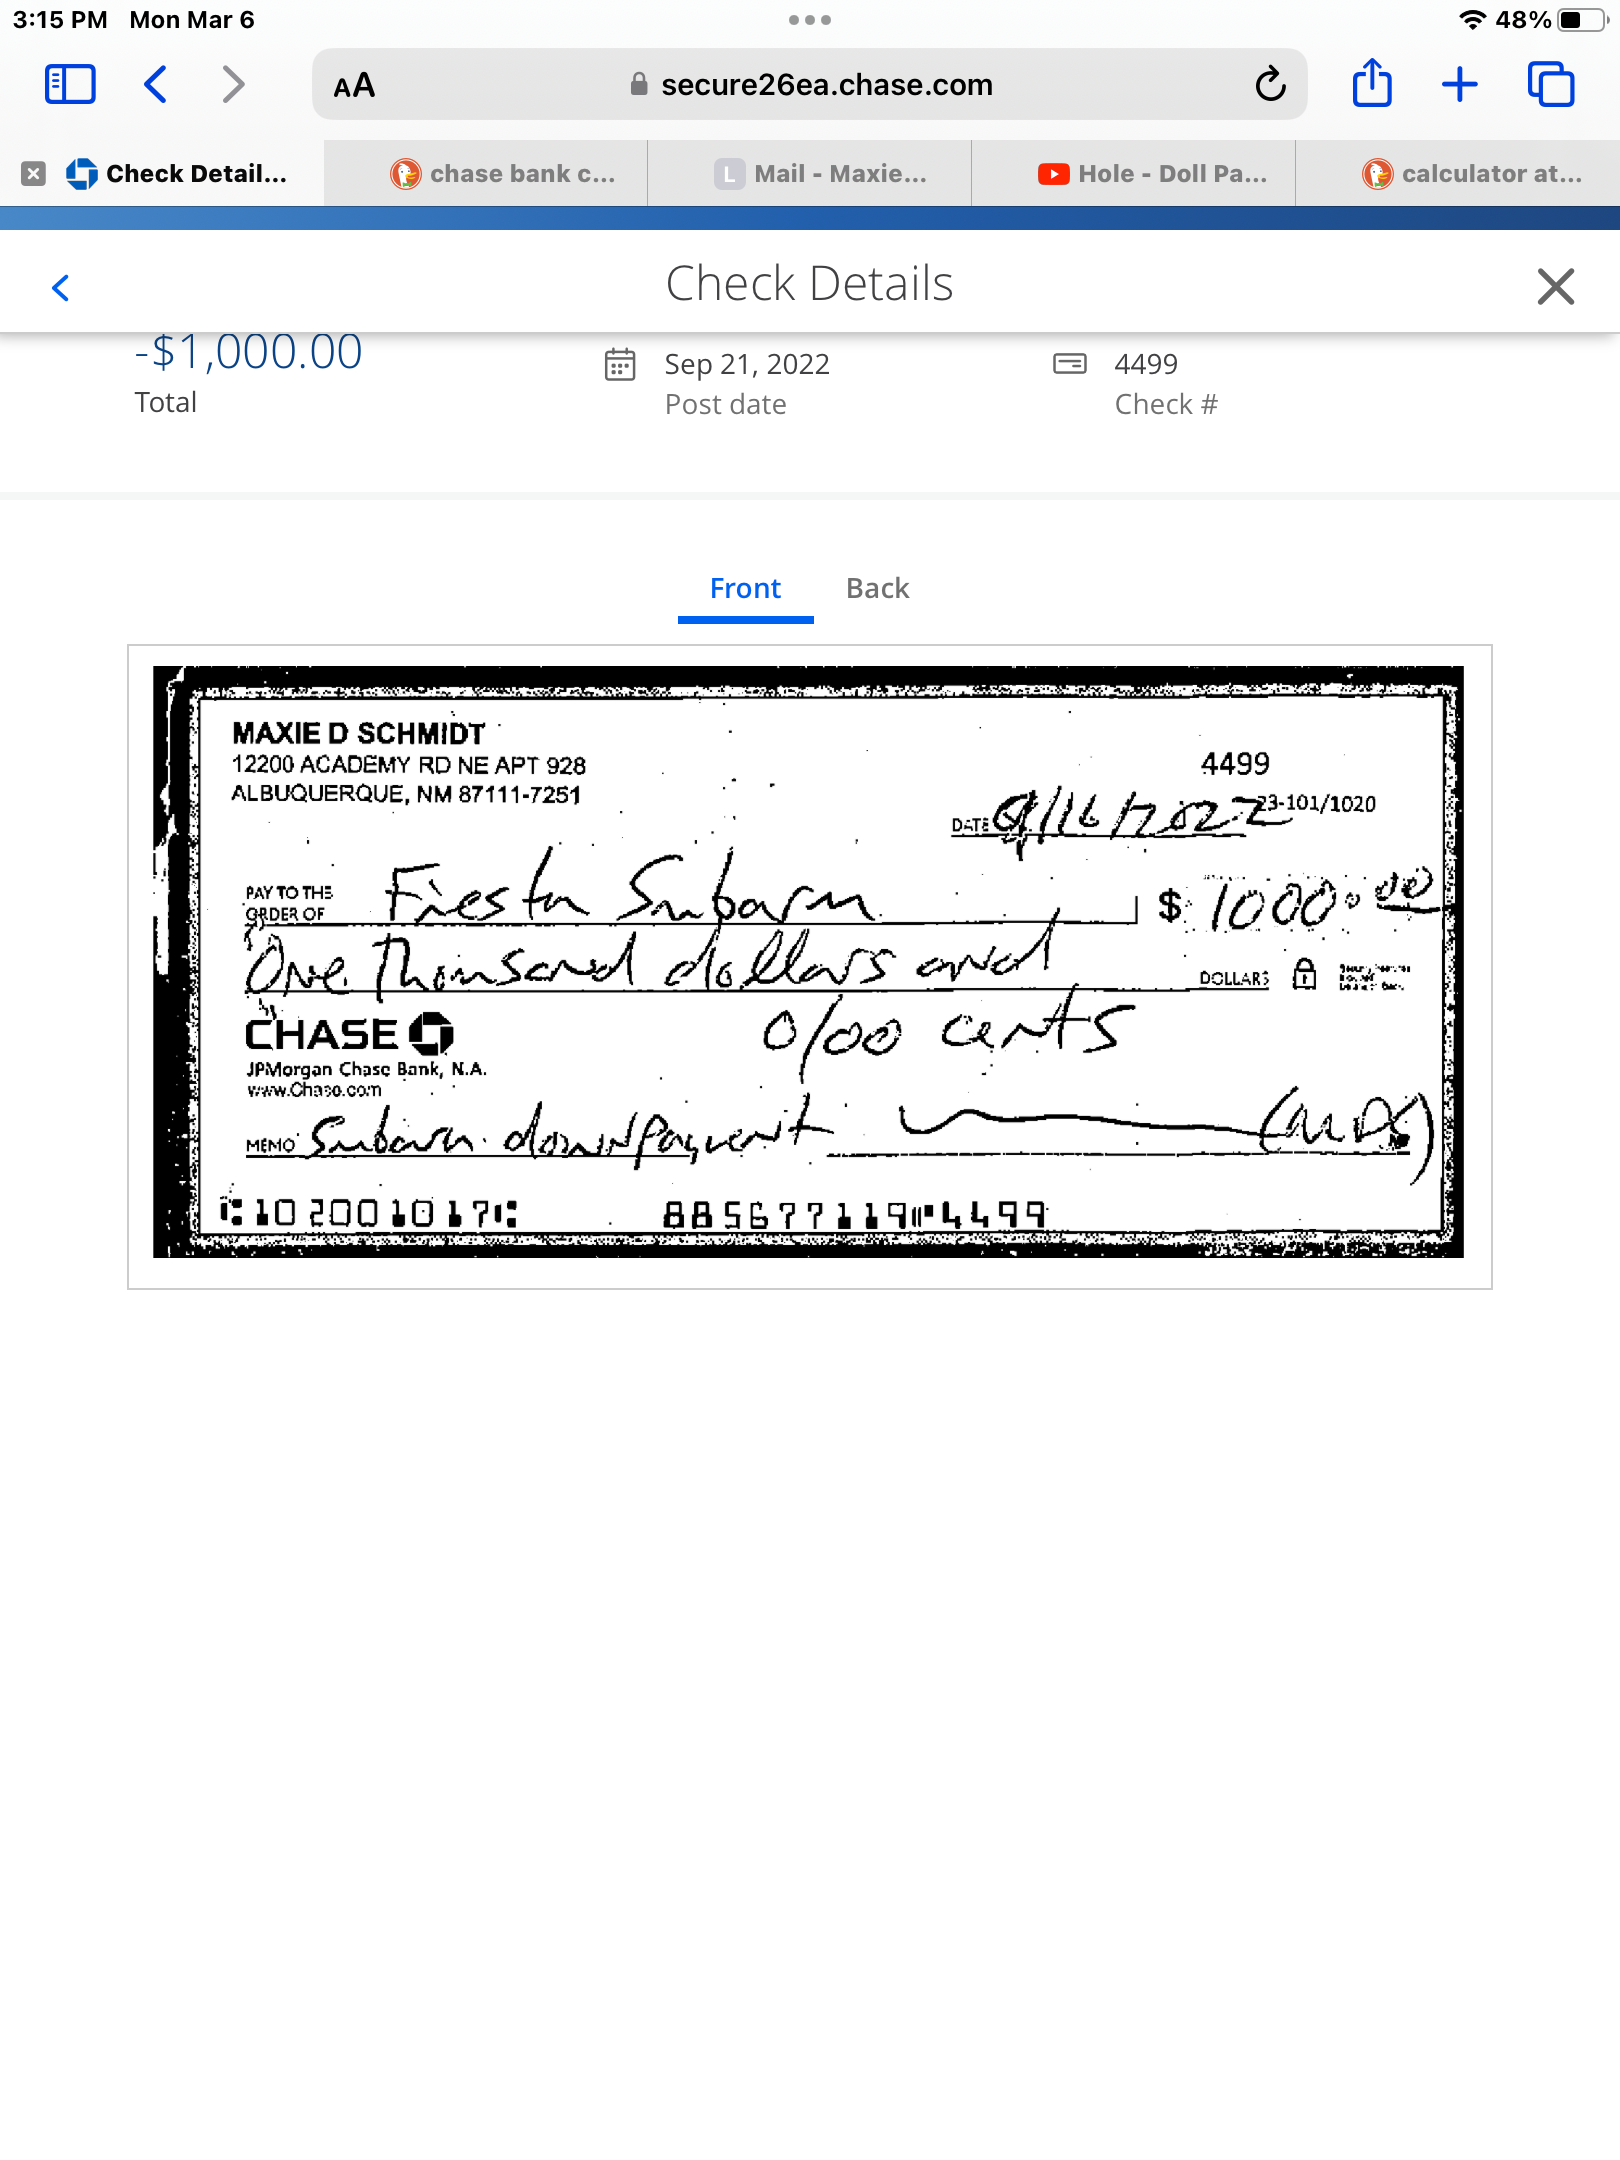 3:15 PM Mon Mar 6
48%
AA
secure26ea.chase.com
Check Detail...
chase bank c...
L Mail - Maxie...
Hole - Doll Pa...
calculator at...
Check Details
-$1,000.00
Total
Sep 21, 2022
Post date
4499
Check #
Front
Back
MAXIE D SCHMIDT
12200 ACADEMY RD NE APT 928
ALBUQUERQUE, NM 87111-7251
4499
23-101/1020
DATE 9/16/2022
PAY TO THE
ORDER OF Fiesta Subaru
$ 1000.00
One Thousand dollars and
DOLLARS
0/00 cents
CHASE
JPMorgan Chase Bank, N.A.
www.Chase.com
MEMO Subaru downpayment
(MDS)
⑆102001017⑆ 885677119⑈4499